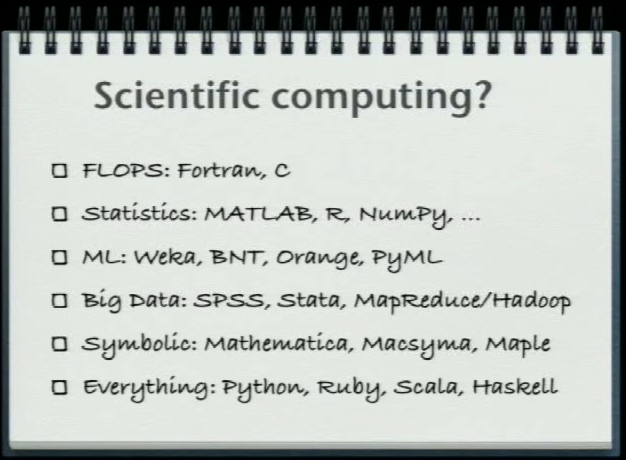 Scientific computing?
FLOPS: Fortran, C
Statistics: MATLAB, R, NumPy, ...
ML: Weka, BNT, Orange, PyML
Big Data: SPSS, Stata, MapReduce/Hadoop
Symbolic: Mathematica, Macsyma, Maple
Everything: Python, Ruby, Scala, Haskell